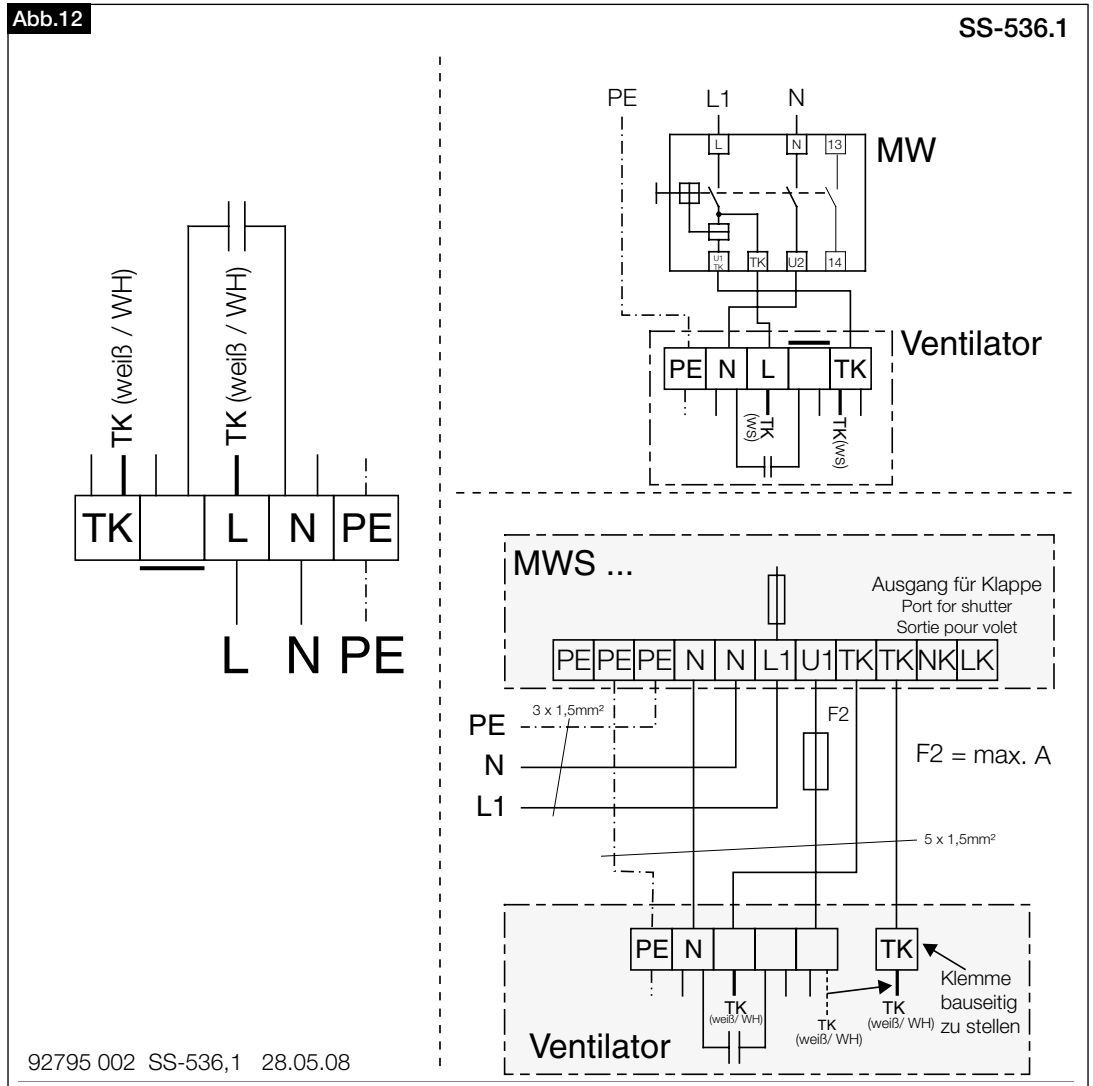 Abb.12
SS-536.1
TK (weiß / WH)
TK (weiß / WH)
TK L N PE
L N PE
PE L1 N
MW
L N 13
U1 TK TK U2 14
Ventilator
PE N L TK
TK (ws)
TK(ws)
MWS ...
Ausgang für Klappe
Port for shutter
Sortie pour volet
PE PE PE N N L1 U1 TK TK NK LK
3 x 1,5mm²
PE
N
L1
F2
F2 = max. A
5 x 1,5mm²
PE N TK
TK
(weiß/ WH)
TK
(weiß/ WH)
TK
(weiß/ WH)
Klemme
bauseitig
zu stellen
Ventilator
92795 002 SS-536,1 28.05.08